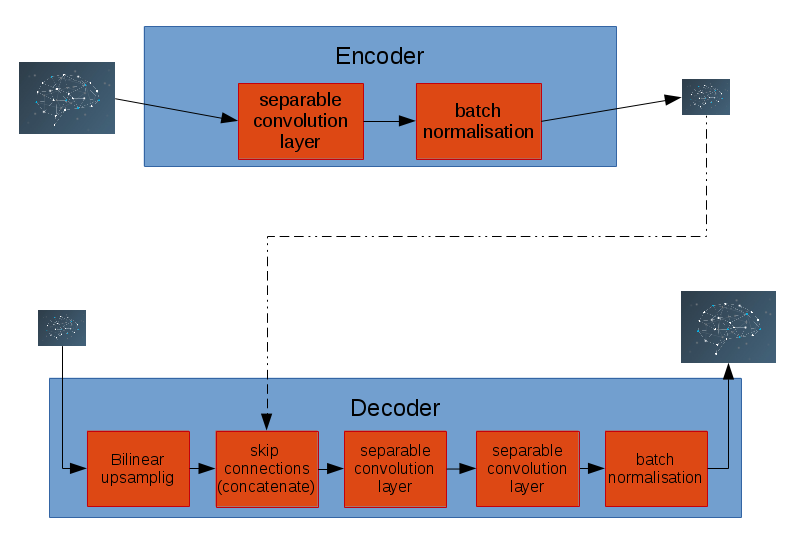 Encoder
separable
convolution
layer
batch
normalisation
Decoder
Bilinear
upsamplig
skip
connections
(concatenate)
separable
convolution
layer
separable
convolution
layer
batch
normalisation